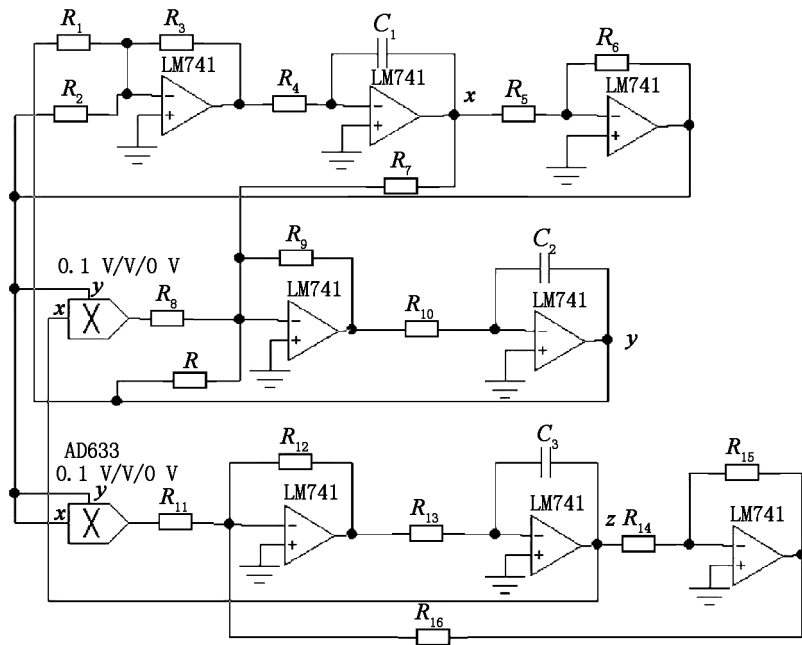 R1 R3 LM741 R4 C1 LM741 x R5 R6 LM741
R2
R7
0.1 V/V/0 V
y
x
R8 R9 LM741 R10 C2 LM741 y
R
AD633
0.1 V/V/0 V
y
x
R11 R12 LM741 R13 C3 LM741 z R14 R15 LM741
R16